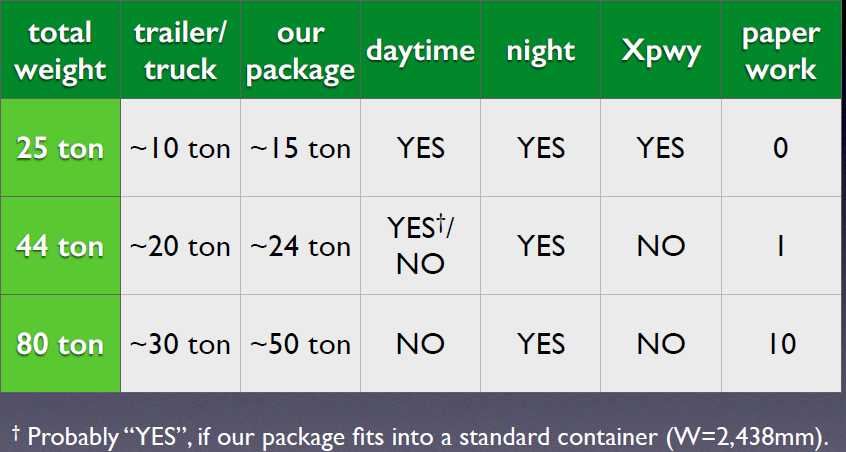 total weight trailer/ truck our package daytime night Xpwy paper work
25 ton ~10 ton ~15 ton YES YES YES 0
44 ton ~20 ton ~24 ton YES†/ NO YES NO 1
80 ton ~30 ton ~50 ton NO YES NO 10
† Probably “YES”, if our package fits into a standard container (W=2,438mm).